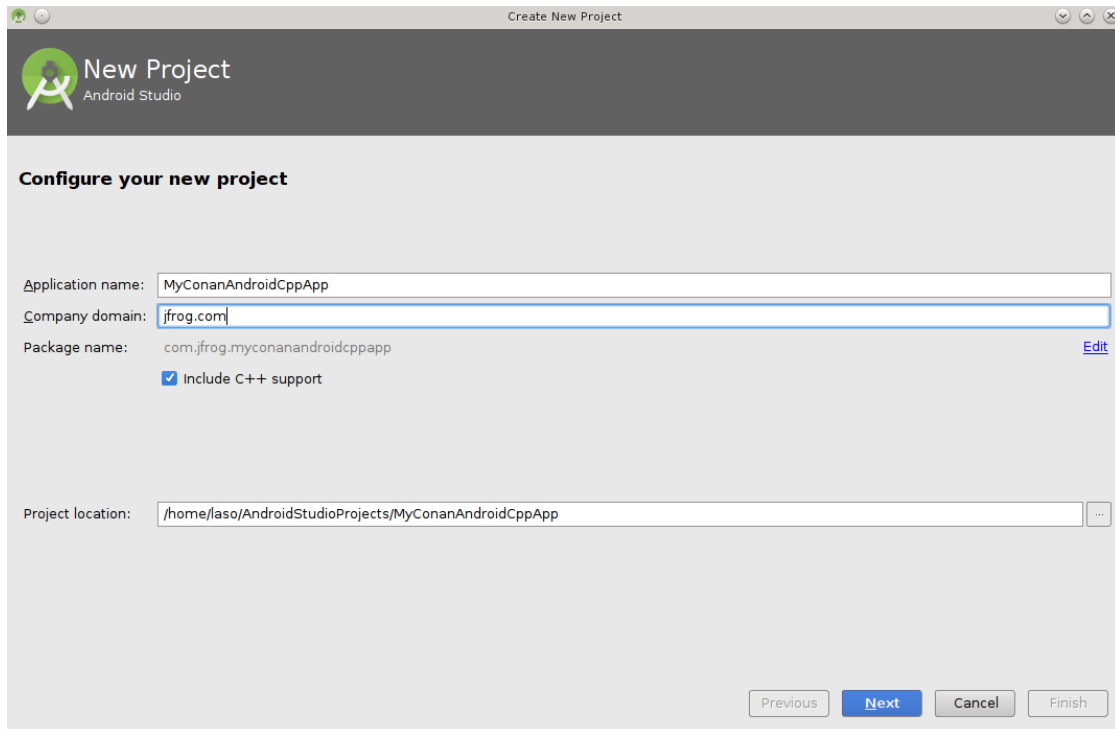 Create New Project
New Project
Android Studio
Configure your new project
Application name: MyConanAndroidCppApp
Company domain: jfrog.com
Package name: com.jfrog.myconanandroidcppapp Edit
Include C++ support
Project location: /home/laso/AndroidStudioProjects/MyConanAndroidCppApp ...
Previous Next Cancel Finish